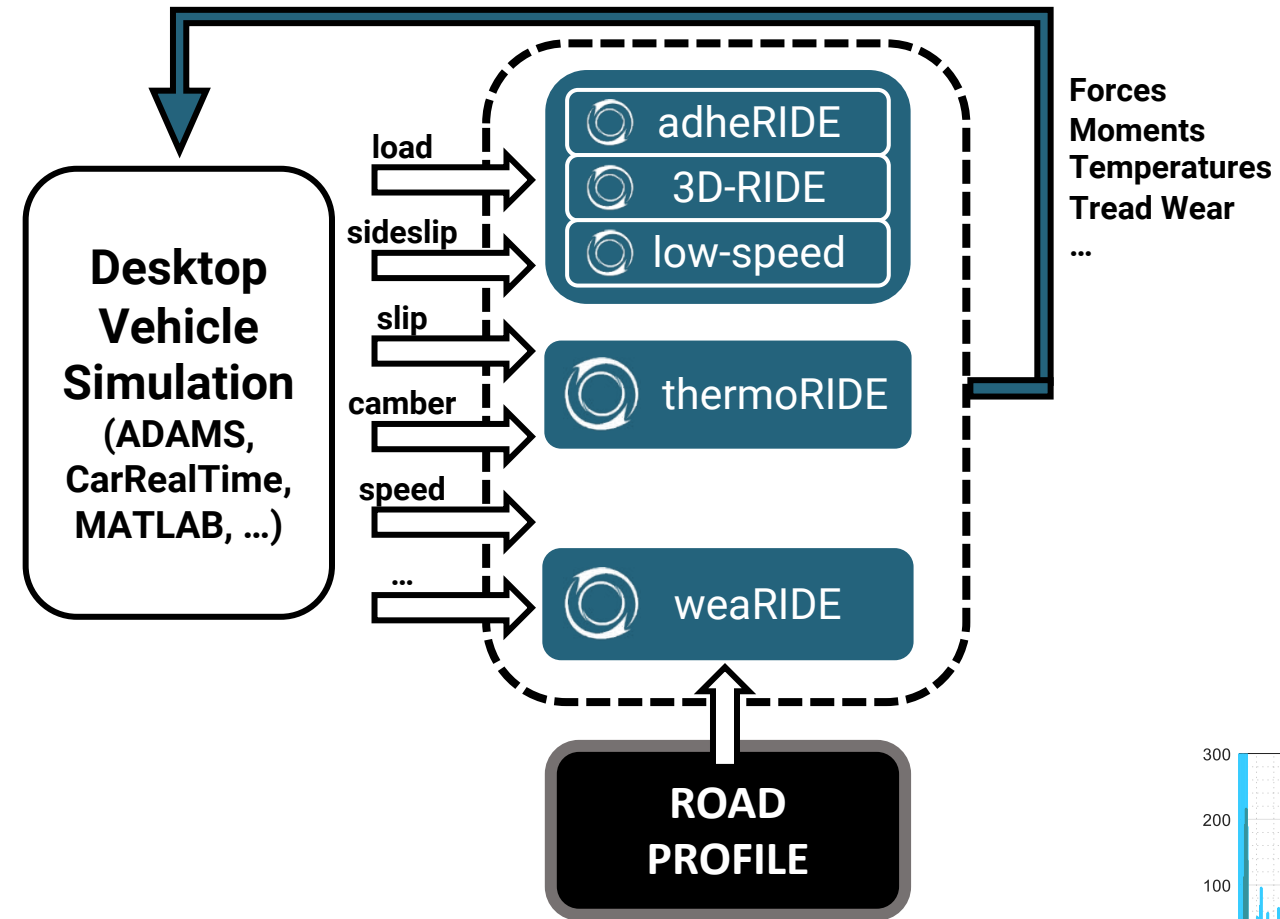 Desktop
Vehicle
Simulation
(ADAMS,
CarRealTime,
MATLAB, …)
load
sideslip
slip
camber
speed
…
adheRIDE
3D-RIDE
low-speed
thermoRIDE
weaRIDE
ROAD
PROFILE
Forces
Moments
Temperatures
Tread Wear
…
300
200
100